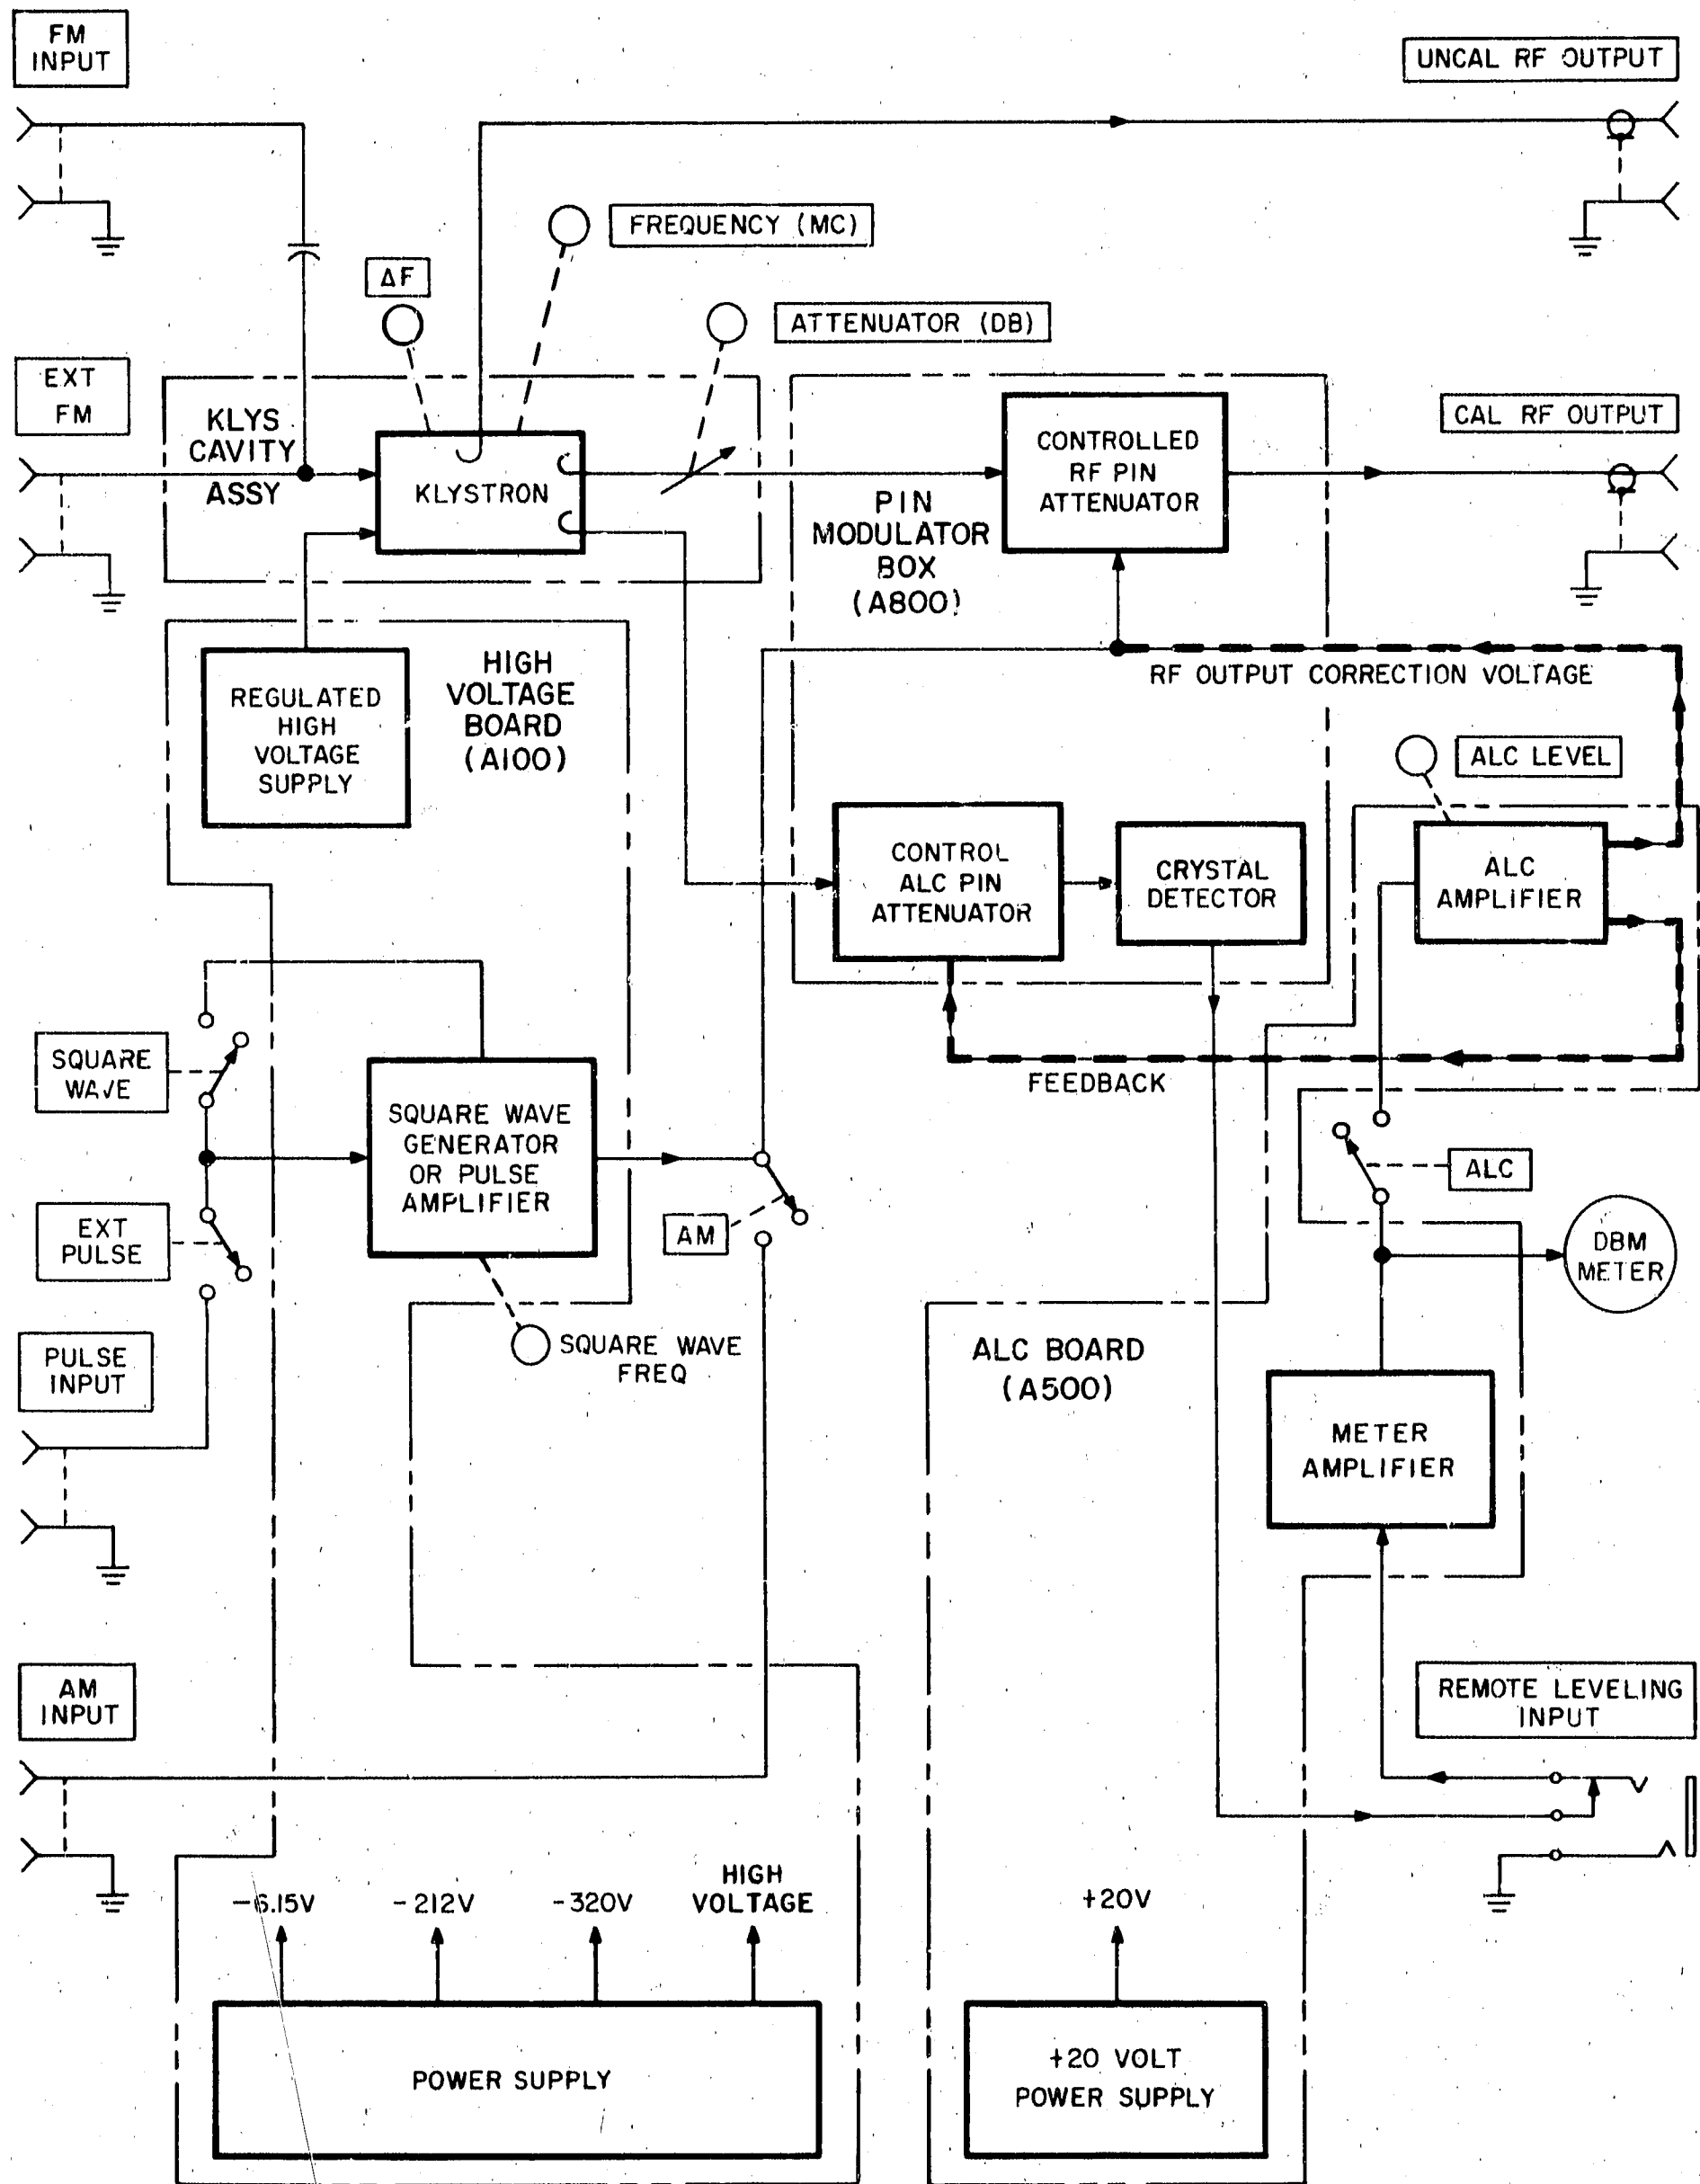 FM
INPUT
UNCAL RF OUTPUT
FREQUENCY (MC)
ΔF
ATTENUATOR (DB)
EXT
FM
KLYS
CAVITY
ASSY
KLYSTRON
CONTROLLED
RF PIN
ATTENUATOR
CAL RF OUTPUT
PIN
MODULATOR
BOX
(A800)
REGULATED
HIGH
VOLTAGE
SUPPLY
HIGH
VOLTAGE
BOARD
(A100)
RF OUTPUT CORRECTION VOLTAGE
ALC LEVEL
CONTROL
ALC PIN
ATTENUATOR
CRYSTAL
DETECTOR
ALC
AMPLIFIER
FEEDBACK
SQUARE
WAVE
SQUARE WAVE
GENERATOR
OR PULSE
AMPLIFIER
EXT
PULSE
AM
ALC
DBM
METER
SQUARE WAVE
FREQ
PULSE
INPUT
ALC BOARD
(A500)
METER
AMPLIFIER
AM
INPUT
REMOTE LEVELING
INPUT
-6.15V
-212V
-320V
HIGH
VOLTAGE
+20V
POWER SUPPLY
+20 VOLT
POWER SUPPLY